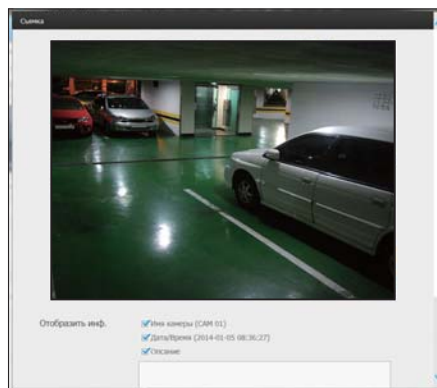 Съемка
Отобразить инф.
Имя камеры (CAM 01)
Дата/Время (2014-01-05 08:36:27)
Описание